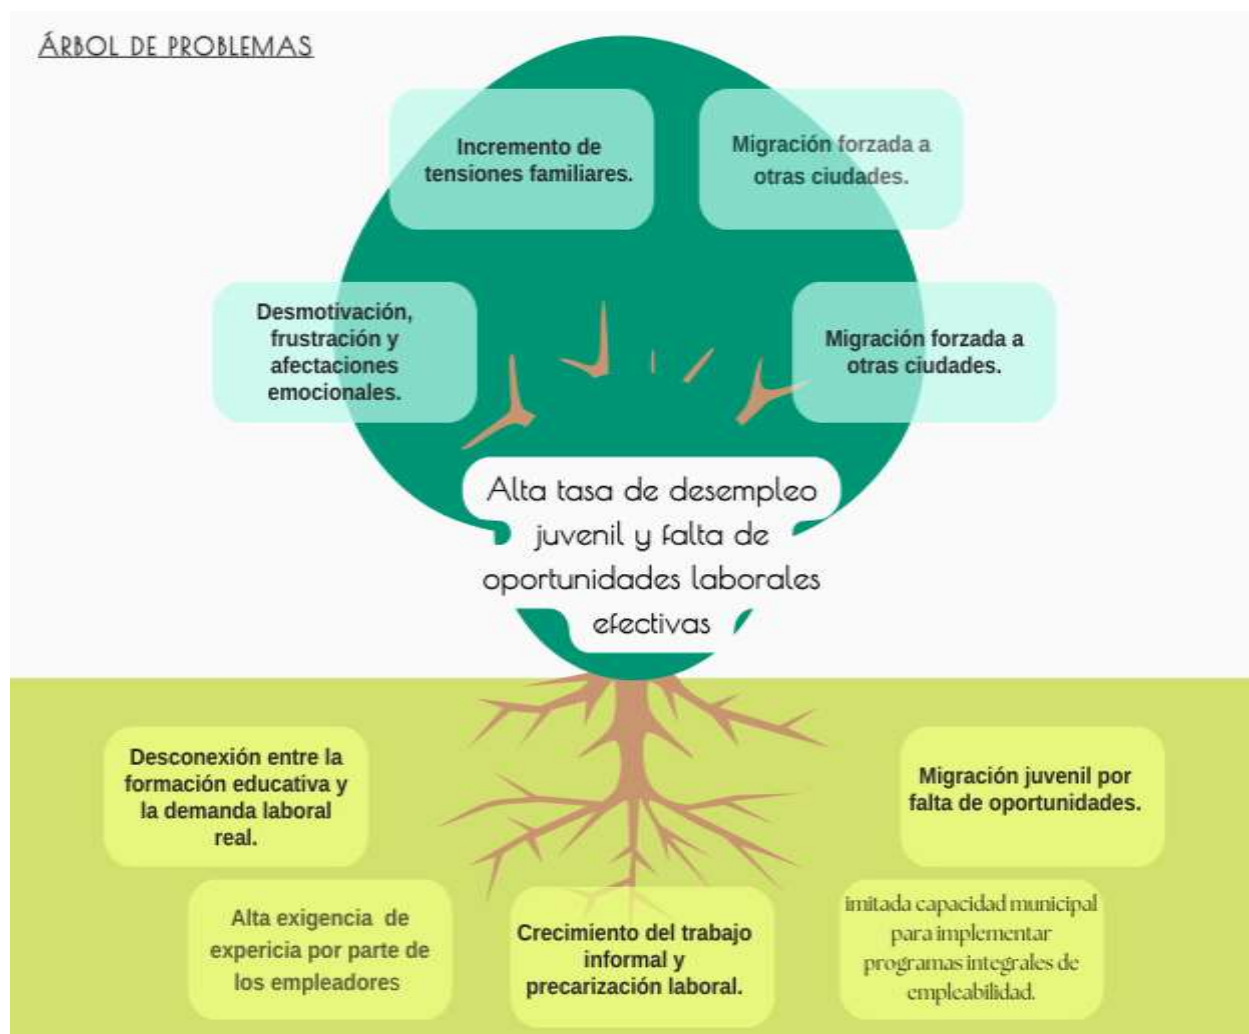 ÁRBOL DE PROBLEMAS
Incremento de
tensiones familiares.
Migración forzada a
otras ciudades.
Desmotivación,
frustración y
afectaciones
emocionales.
Migración forzada a
otras ciudades.
Alta tasa de desempleo
juvenil y falta de
oportunidades laborales
efectivas
Desconexión entre la
formación educativa y
la demanda laboral
real.
Migración juvenil por
falta de oportunidades.
Alta exigencia de
expericia por parte de
los empleadores
Crecimiento del trabajo
informal y
precarización laboral.
imitada capacidad municipal
para implementar
programas integrales de
empleabilidad.